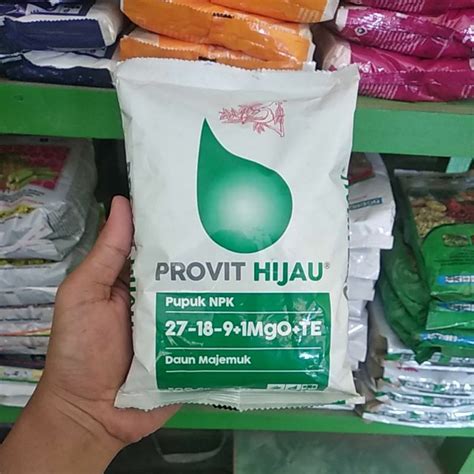 PROVIT HIJAU®
Pupuk NPK
27-18-9+1MgO+TE
Daun Majemuk